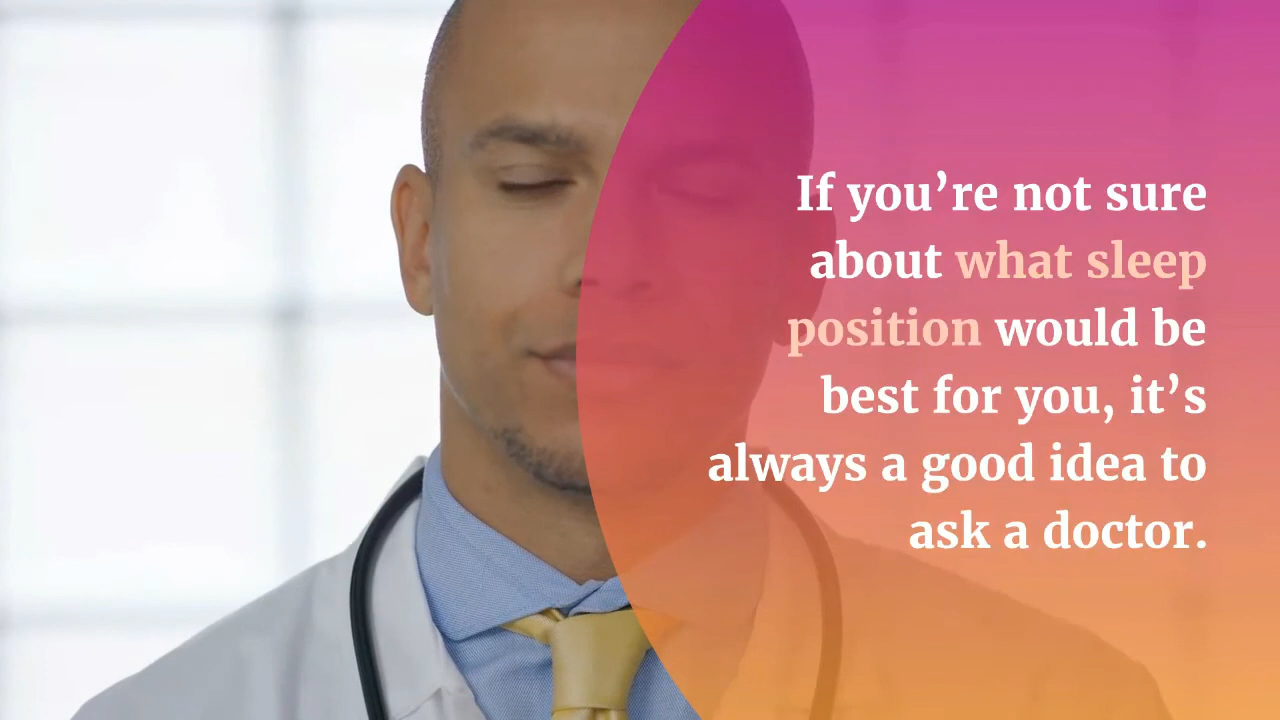 If you’re not sure
about what sleep
position would be
best for you, it’s
always a good idea to
ask a doctor.